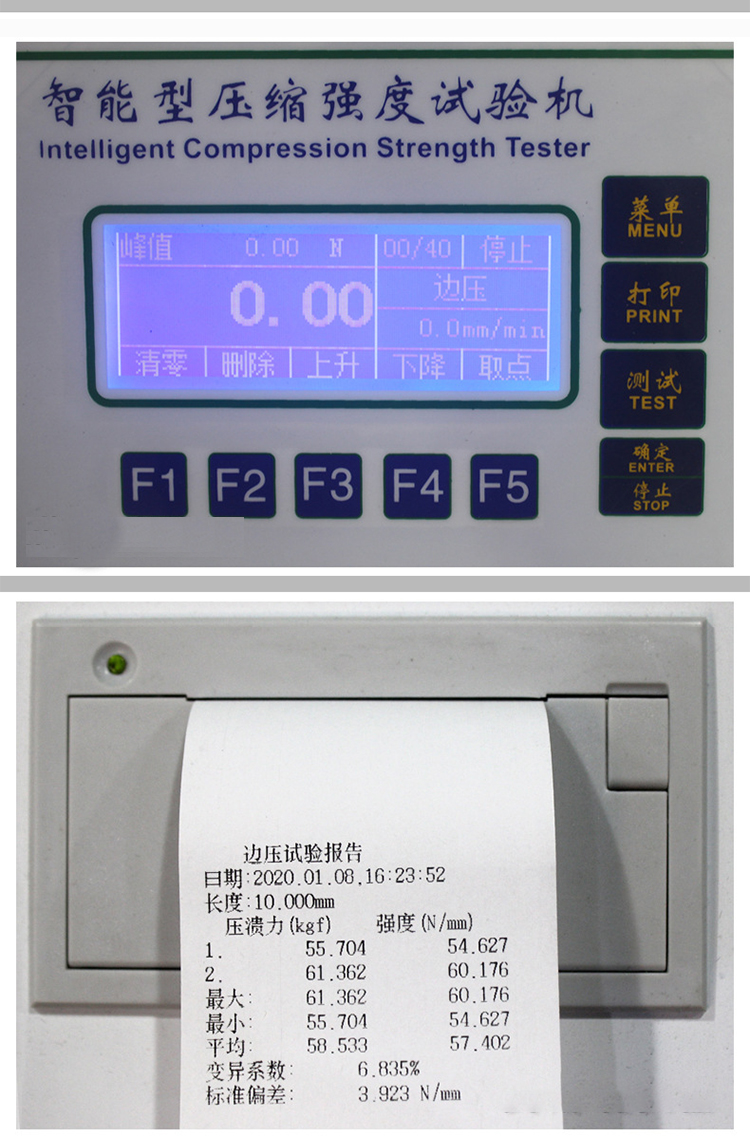 智能型压缩强度试验机
Intelligent Compression Strength Tester
峰值 0.00 N 00/40 停止
0.00 边压
0.0mm/min
清零 删除 上升 下降 取点
菜单
MENU
打印
PRINT
测试
TEST
确定
ENTER
停止
STOP
F1 F2 F3 F4 F5
边压试验报告
日期:2020.01.08,16:23:52
长度:10.000mm
压溃力(kgf) 强度(N/mm)
1. 55.704 54.627
2. 61.362 60.176
最大: 61.362 60.176
最小: 55.704 54.627
平均: 58.533 57.402
变异系数: 6.835%
标准偏差: 3.923 N/mm